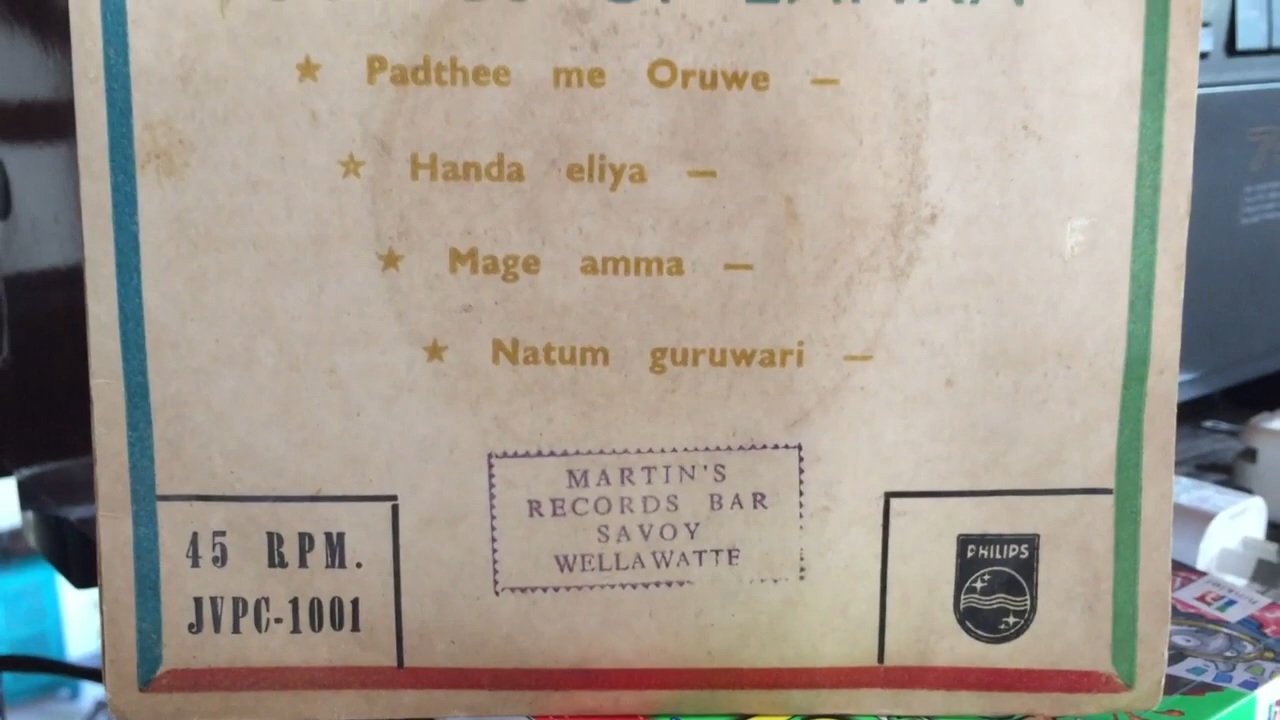 LANKA
★ Padthee me Oruwe —
★ Handa eliya —
★ Mage amma —
★ Natum guruwari —
MARTIN'S
RECORDS BAR
SAVOY
WELLAWATTE
45 RPM.
JVPC-1001
PHILIPS